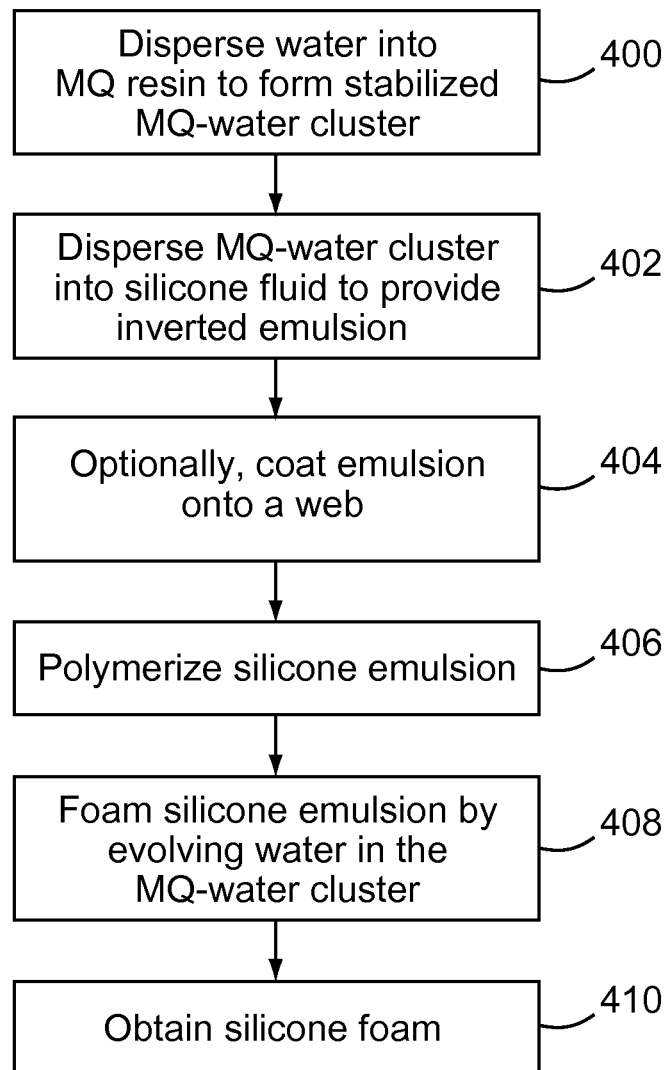 Disperse water into
MQ resin to form stabilized
MQ-water cluster
400
Disperse MQ-water cluster
into silicone fluid to provide
inverted emulsion
402
Optionally, coat emulsion
onto a web
404
Polymerize silicone emulsion
406
Foam silicone emulsion by
evolving water in the
MQ-water cluster
408
Obtain silicone foam
410